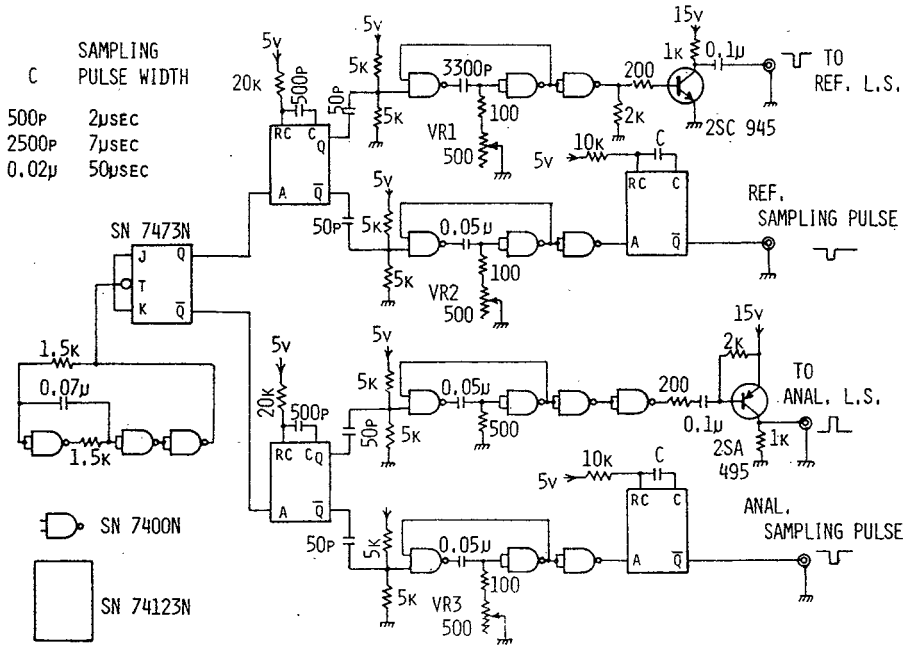 SAMPLING
C PULSE WIDTH
500P 2μSEC
2500P 7μSEC
0.02μ 50μSEC
5V
20K
500P
RC C
Q
A Q̅
50P
50P
5V
5K
5K
3300P
100
VR1
500
200
2K
15V
1K
0.1μ
2SC 945
TO
REF. L.S.
5V
5K
5K
0.05μ
100
VR2
500
5V
10K
C
RC C
A Q̅
REF.
SAMPLING PULSE
SN 7473N
J Q
T
K Q̅
1.5K
0.07μ
1.5K
5V
20K
500P
RC C Q
A Q̅
50P
50P
5V
5K
5K
0.05μ
500
200
0.1μ
15V
2K
2SA
495
1K
TO
ANAL. L.S.
5K
5K
0.05μ
100
VR3
500
5V
10K
C
RC C
A Q̅
ANAL.
SAMPLING PULSE
SN 7400N
SN 74123N